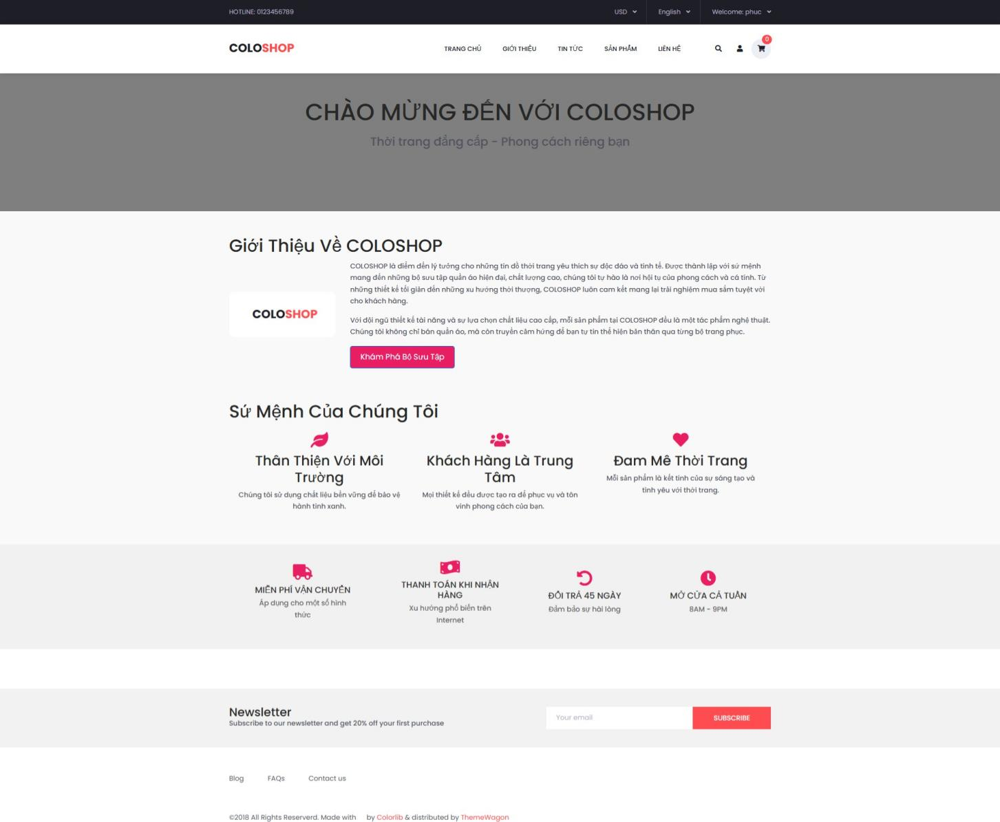 HOTLINE: 0123456789
USD
English
Welcome: phuc
COLOSHOP
TRANG CHỦ
GIỚI THIỆU
TIN TỨC
SẢN PHẨM
LIÊN HỆ
0
CHÀO MỪNG ĐẾN VỚI COLOSHOP
Thời trang đẳng cấp - Phong cách riêng bạn
Giới Thiệu Về COLOSHOP
COLOSHOP
COLOSHOP là điểm đến lý tưởng cho những tín đồ thời trang yêu thích sự độc đáo và tinh tế. Được thành lập với sứ mệnh
mang đến những bộ sưu tập quần áo hiện đại, chất lượng cao, chúng tôi tự hào là nơi hội tụ của phong cách và cá tính. Từ
những thiết kế tối giản đến những xu hướng thời thượng, COLOSHOP luôn cam kết mang lại trải nghiệm mua sắm tuyệt vời
cho khách hàng.
Với đội ngũ thiết kế tài năng và sự lựa chọn chất liệu cao cấp, mỗi sản phẩm tại COLOSHOP đều là một tác phẩm nghệ thuật.
Chúng tôi không chỉ bán quần áo, mà còn truyền cảm hứng để bạn tự tin thể hiện bản thân qua từng bộ trang phục.
Khám Phá Bộ Sưu Tập
Sứ Mệnh Của Chúng Tôi
Thân Thiện Với Môi
Trường
Chúng tôi sử dụng chất liệu bền vững để bảo vệ
hành tinh xanh.
Khách Hàng Là Trung
Tâm
Mọi thiết kế đều được tạo ra để phục vụ và tôn
vinh phong cách của bạn.
Đam Mê Thời Trang
Mỗi sản phẩm là kết tinh của sự sáng tạo và
tình yêu với thời trang.
MIỄN PHÍ VẬN CHUYỂN
Áp dụng cho một số hình
thức
THANH TOÁN KHI NHẬN
HÀNG
Xu hướng phổ biến trên
Internet
ĐỔI TRẢ 45 NGÀY
Đảm bảo sự hài lòng
MỞ CỬA CẢ TUẦN
8AM - 9PM
Newsletter
Subscribe to our newsletter and get 20% off your first purchase
Your email
SUBSCRIBE
Blog
FAQs
Contact us
©2018 All Rights Reserverd. Made with by Colorlib & distributed by ThemeWagon